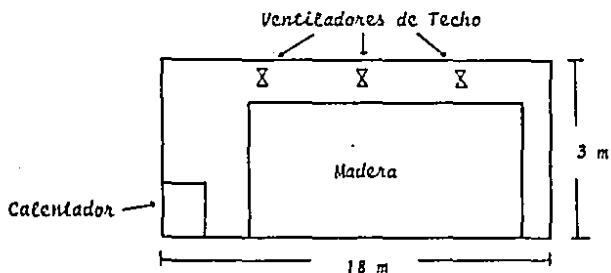 Ventiladores de Techo
Madera
3 m
Calentador
18 m